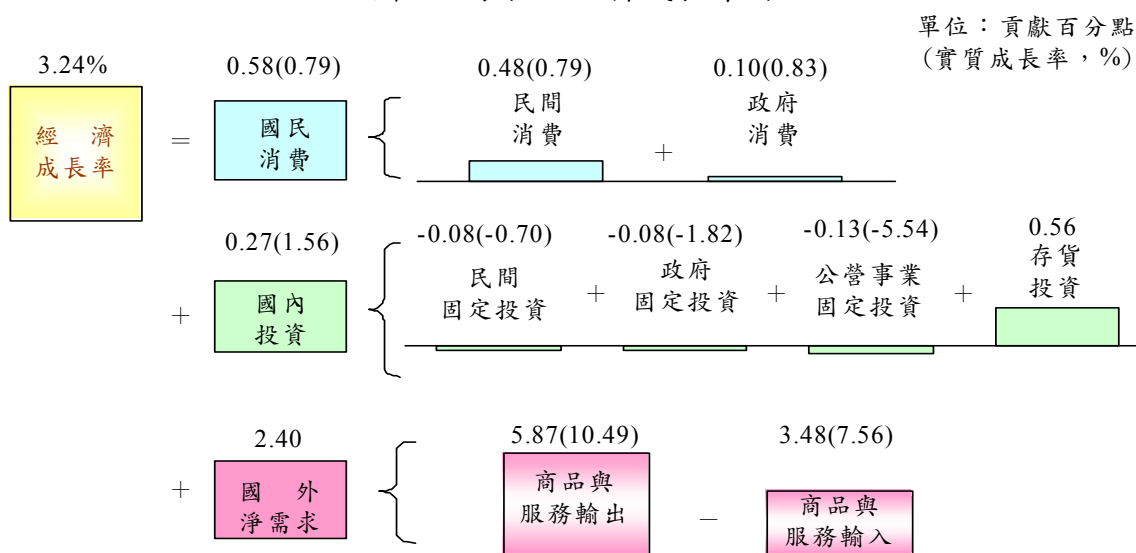 單位：貢獻百分點
(實質成長率，%)
3.24%
經 濟
成長率
=
0.58(0.79)
國民
消費
0.48(0.79)
民間
消費
+
0.10(0.83)
政府
消費
+
0.27(1.56)
國內
投資
-0.08(-0.70)
民間
固定投資
+
-0.08(-1.82)
政府
固定投資
+
-0.13(-5.54)
公營事業
固定投資
+
0.56
存貨
投資
+
2.40
國 外
淨需求
5.87(10.49)
商品與
服務輸出
−
3.48(7.56)
商品與
服務輸入